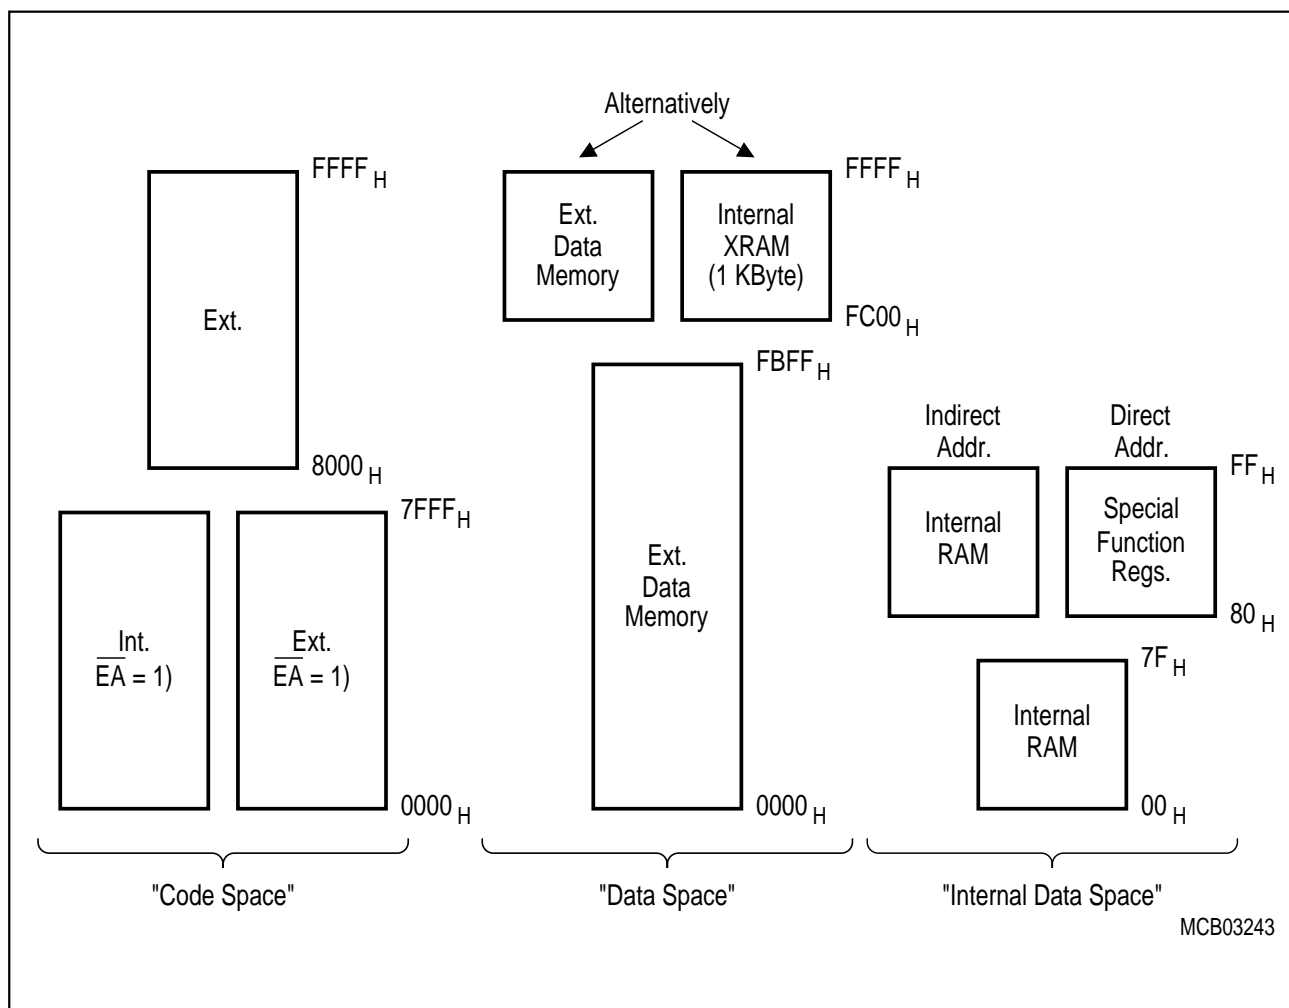 Alternatively
FFFF H
Ext.
8000 H
7FFF H
Int.
EA = 1)
Ext.
EA = 1)
0000 H
"Code Space"
Ext.
Data
Memory
Internal
XRAM
(1 KByte)
FFFF H
FC00 H
FBFF H
Ext.
Data
Memory
0000 H
"Data Space"
Indirect
Addr.
Direct
Addr.
Internal
RAM
Special
Function
Regs.
FF H
80 H
7F H
Internal
RAM
00 H
"Internal Data Space"
MCB03243